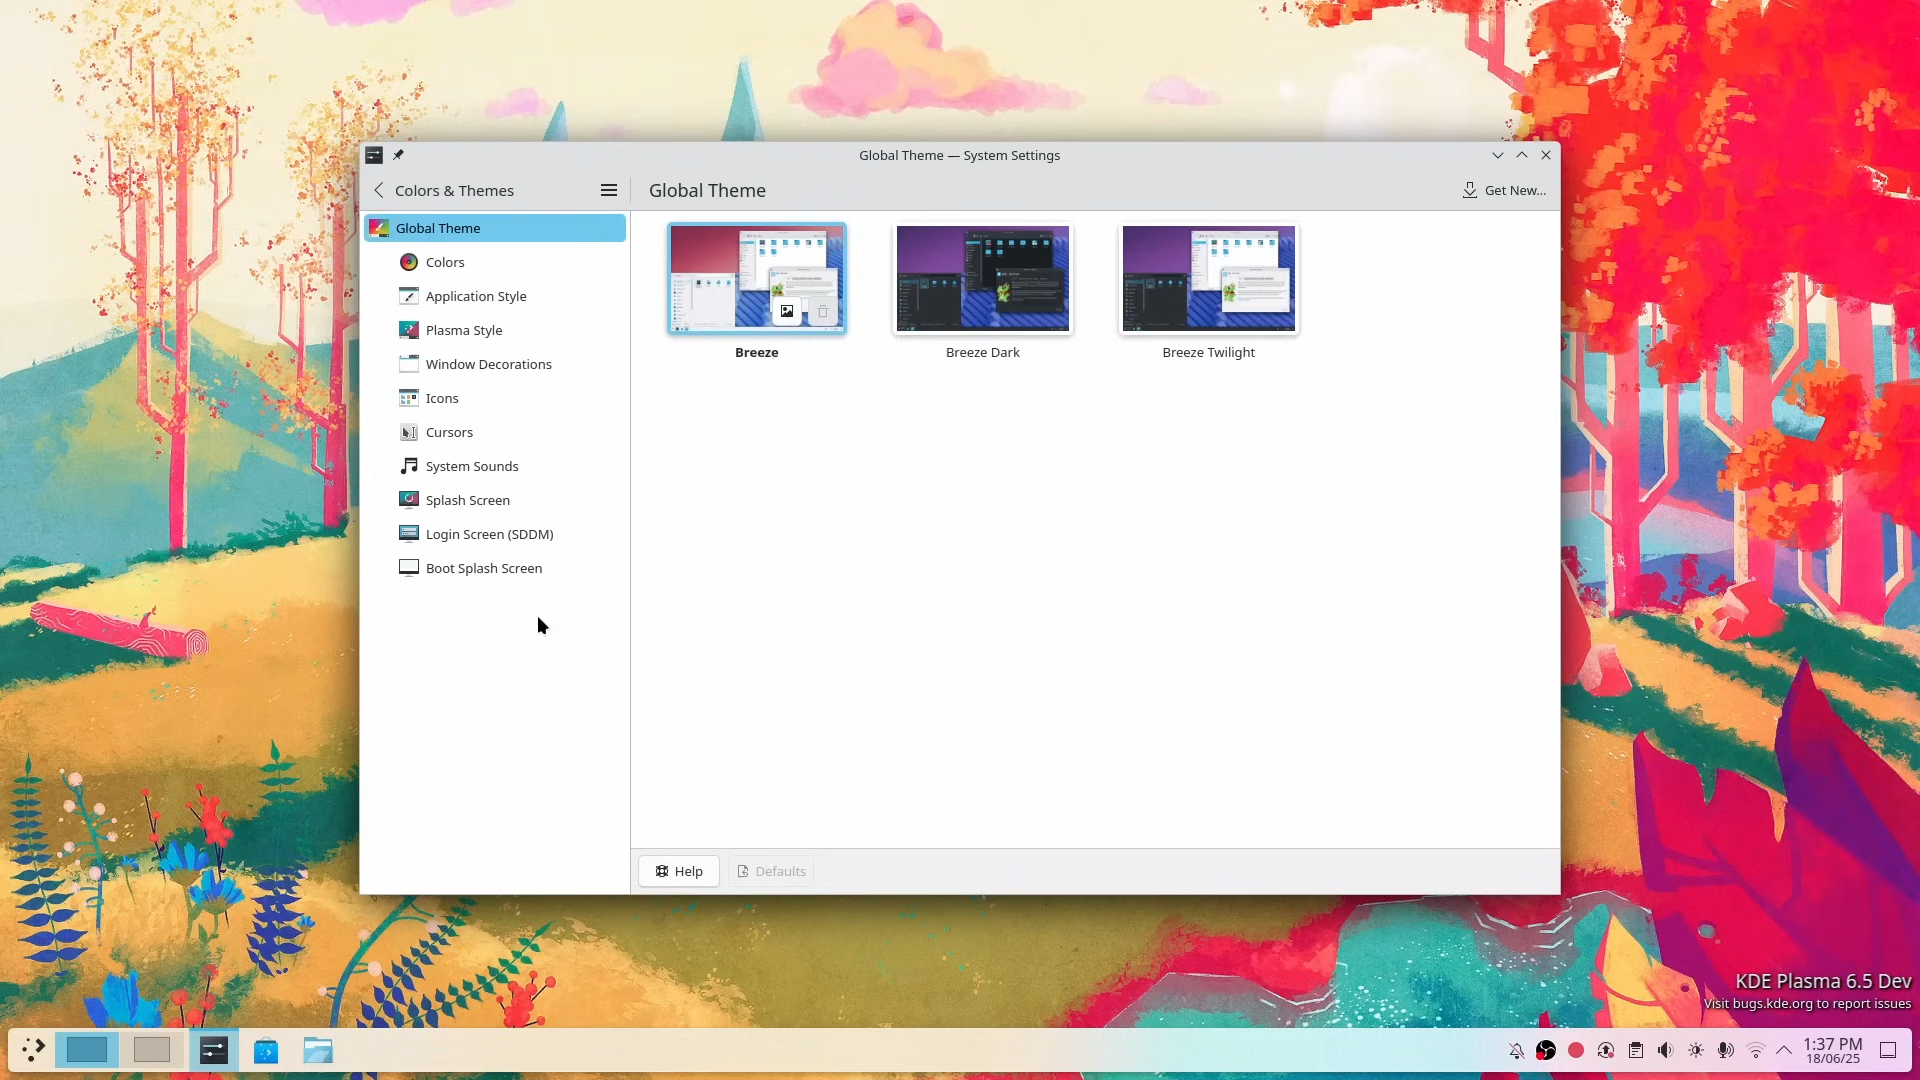 Global Theme — System Settings
Colors & Themes
Global Theme
Get New...
Global Theme
Colors
Application Style
Plasma Style
Window Decorations
Icons
Cursors
System Sounds
Splash Screen
Login Screen (SDDM)
Boot Splash Screen
Breeze
Breeze Dark
Breeze Twilight
Help
Defaults
KDE Plasma 6.5 Dev
Visit bugs.kde.org to report issues
1:37 PM
18/06/25